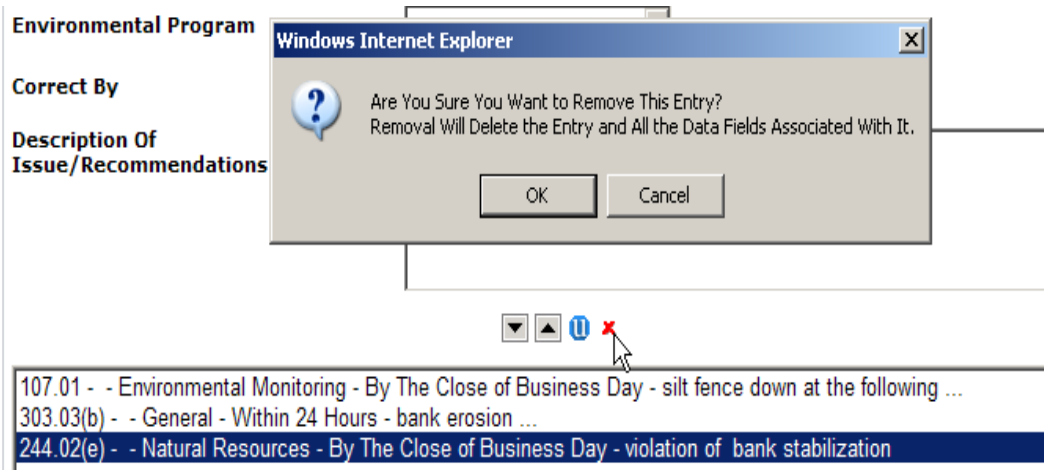 Environmental Program
Windows Internet Explorer
Correct By
Are You Sure You Want to Remove This Entry?
Removal Will Delete the Entry and All the Data Fields Associated With It.
Description Of
Issue/Recommendations
OK
Cancel
U
107.01 - - Environmental Monitoring - By The Close of Business Day - silt fence down at the following ...
303.03(b) - - General - Within 24 Hours - bank erosion ...
244.02(e) - - Natural Resources - By The Close of Business Day - violation of bank stabilization